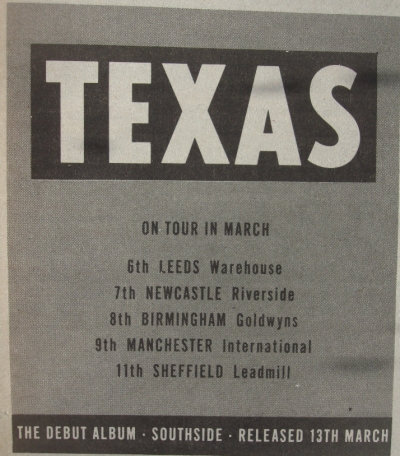 TEXAS
ON TOUR IN MARCH
6th LEEDS Warehouse
7th NEWCASTLE Riverside
8th BIRMINGHAM Goldwyns
9th MANCHESTER International
11th SHEFFIELD Leadmill
THE DEBUT ALBUM · SOUTHSIDE · RELEASED 13TH MARCH